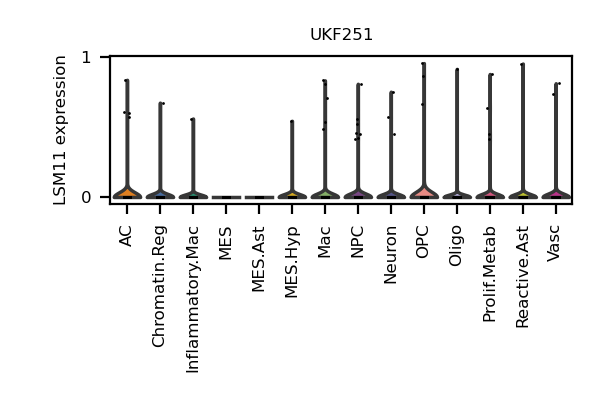 UKF251
LSM11 expression
1
0
AC
Chromatin.Reg
Inflammatory.Mac
MES
MES.Ast
MES.Hyp
Mac
NPC
Neuron
OPC
Oligo
Prolif.Metab
Reactive.Ast
Vasc